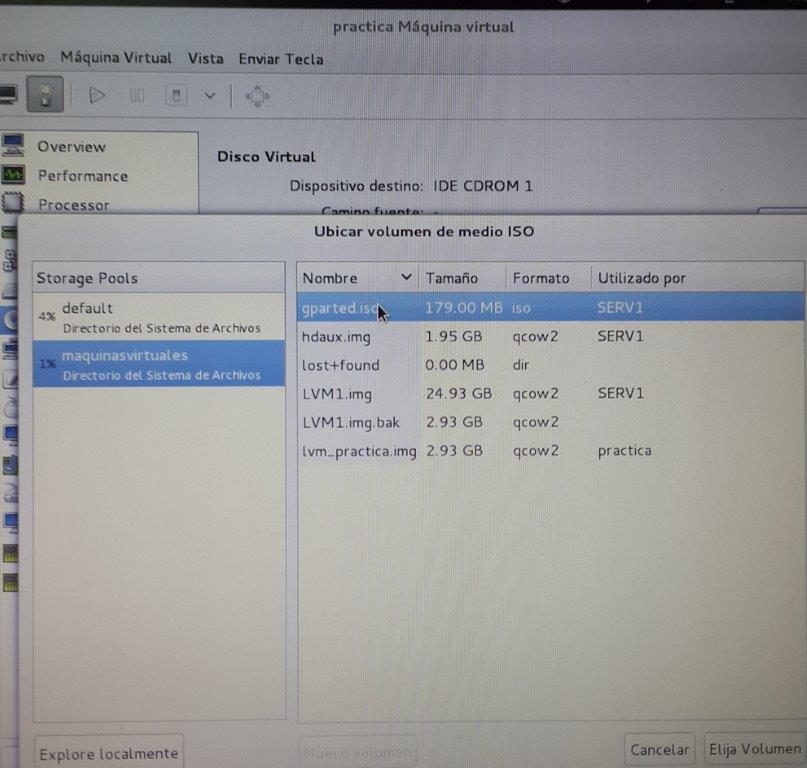 practica Máquina virtual
rchivo Máquina Virtual Vista Enviar Tecla
Overview
Performance
Processor
Disco Virtual
Dispositivo destino: IDE CDROM 1
Camino fuente: -
Ubicar volumen de medio ISO
Storage Pools
4% default
Directorio del Sistema de Archivos
1% maquinasvirtuales
Directorio del Sistema de Archivos
Nombre Tamaño Formato Utilizado por
gparted.iso 179.00 MB iso SERV1
hdaux.img 1.95 GB qcow2 SERV1
lost+found 0.00 MB dir
LVM1.img 24.93 GB qcow2 SERV1
LVM1.img.bak 2.93 GB qcow2
lvm_practica.img 2.93 GB qcow2 practica
Explore localmente Nuevo volumen Cancelar Elija Volumen